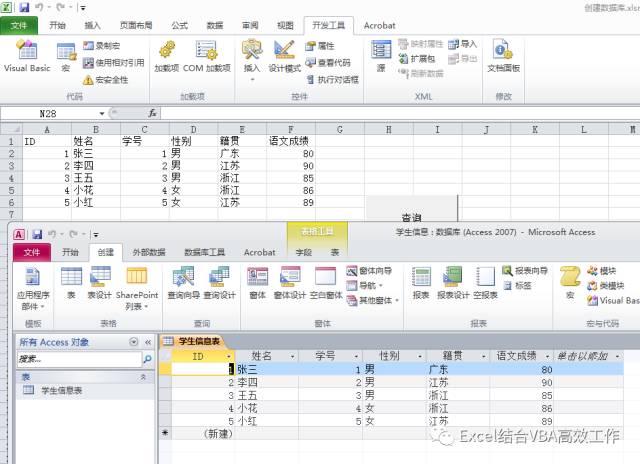 创建数据库.xlsm
文件 开始 插入 页面布局 公式 数据 审阅 视图 开发工具 Acrobat
Visual Basic 宏 录制宏 使用相对引用 宏安全性 加载项 COM 加载项 插入 设计模式 属性 查看代码 执行对话框 源 映射属性 扩展包 刷新数据 导入 导出 文档面板
代码 加载项 控件 XML 修改
N28 fx
A B C D E F G H I J K L M
1 ID 姓名 学号 性别 籍贯 语文成绩
2 1 张三 1 男 广东 80
3 2 李四 2 男 江苏 90
4 3 王五 3 男 浙江 85
5 4 小花 4 女 浙江 86
6 5 小红 5 女 江苏 89
7 查询
表格工具 学生信息 : 数据库 (Access 2007) - Microsoft Access
文件 开始 创建 外部数据 数据库工具 Acrobat 字段 表
应用程序部件 表 表设计 SharePoint 列表 查询向导 查询设计 窗体 窗体设计 空白窗体 窗体向导 导航 其他窗体 报表 报表设计 空报表 报表向导 标签 宏 模块 类模块 Visual Basic
模板 表格 查询 窗体 报表 宏与代码
所有 Access 对象 学生信息表
搜索... ID 姓名 学号 性别 籍贯 语文成绩 单击以添加
表 1 张三 1 男 广东 80
学生信息表 2 李四 2 男 江苏 90
3 王五 3 男 浙江 85
4 小花 4 女 浙江 86
5 小红 5 女 江苏 89
* (新建)
Excel结合VBA高效工作